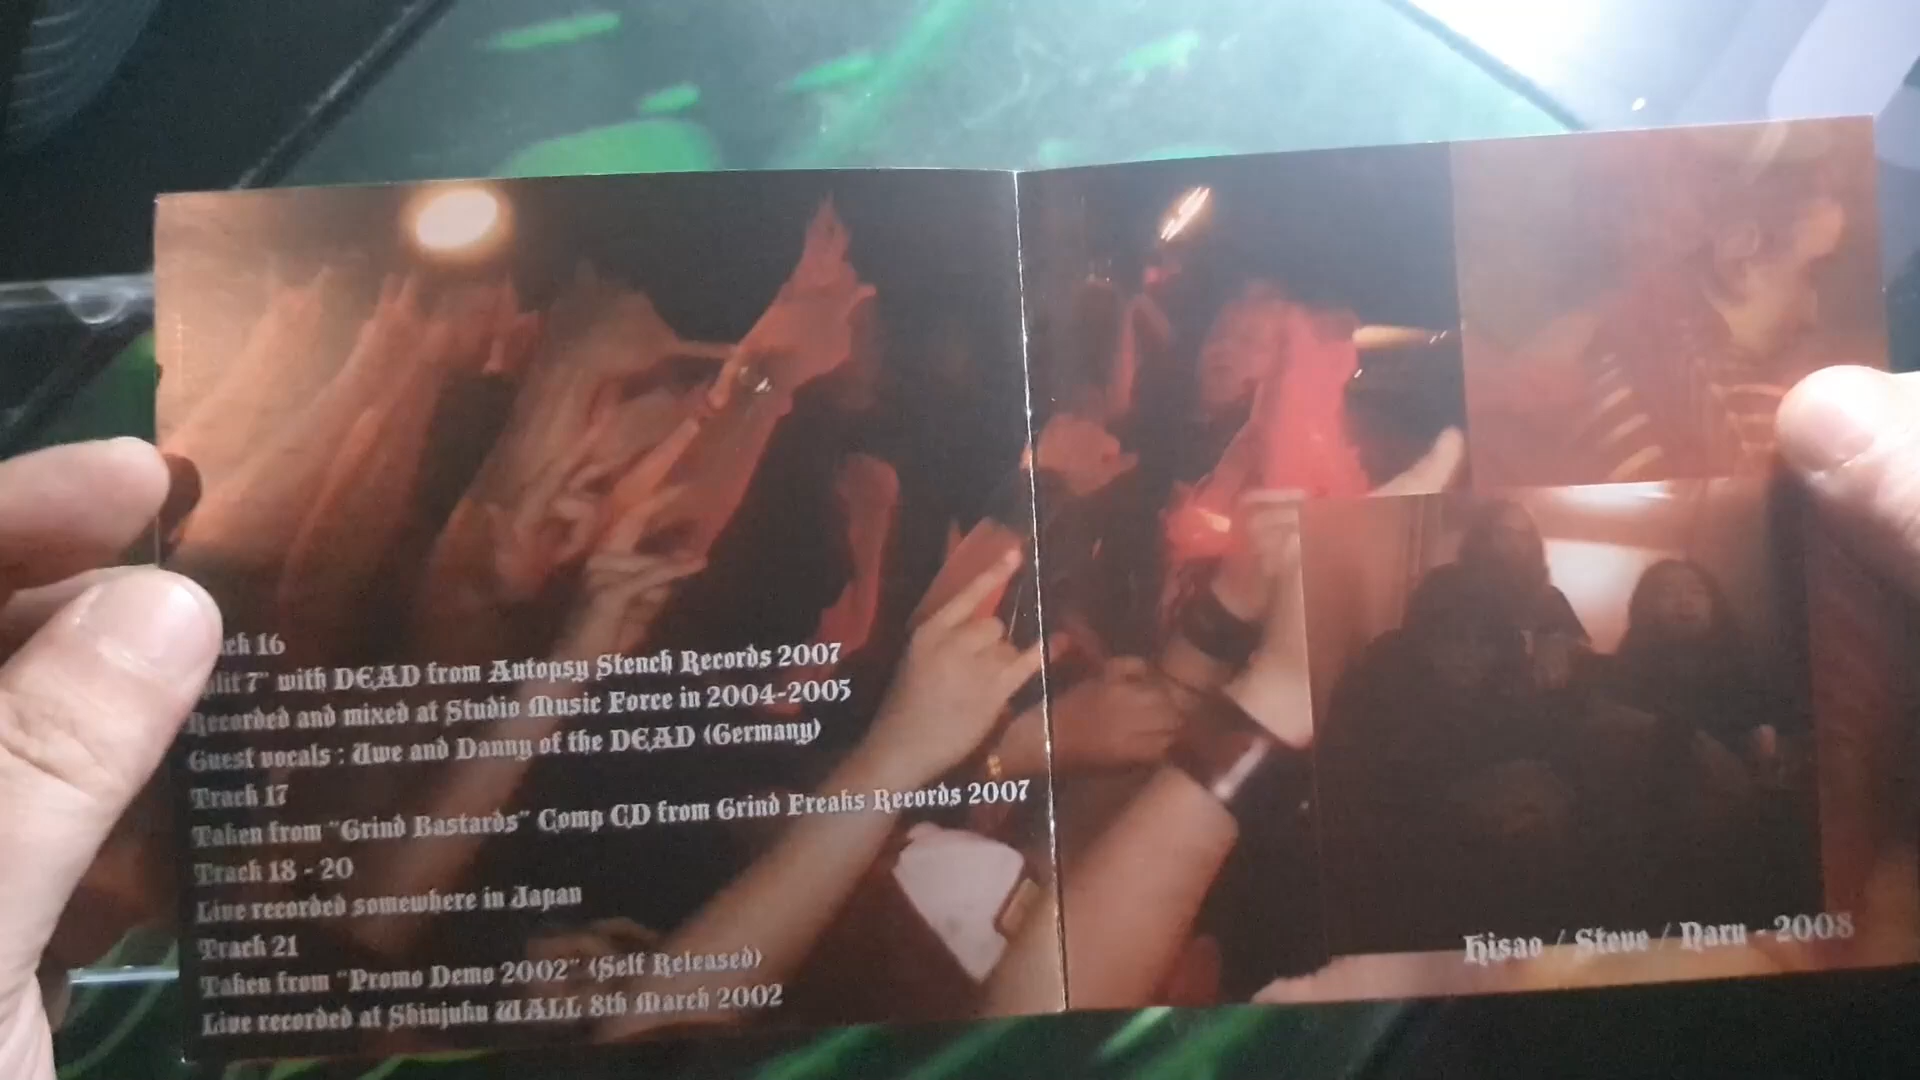 ck 16
lit 7" with DEAD from Autopsy Stench Records 2007
Recorded and mixed at Studio Music Force in 2004-2005
Guest vocals : Uwe and Danny of the DEAD (Germany)
Track 17
Taken from "Grind Bastards" Comp CD from Grind Freaks Records 2007
Track 18 - 20
Live recorded somewhere in Japan
Track 21
Taken from "Promo Demo 2002" (Self Released)
Live recorded at Shinjuku WALL 8th March 2002
Hisao / Steve / Naru - 2008